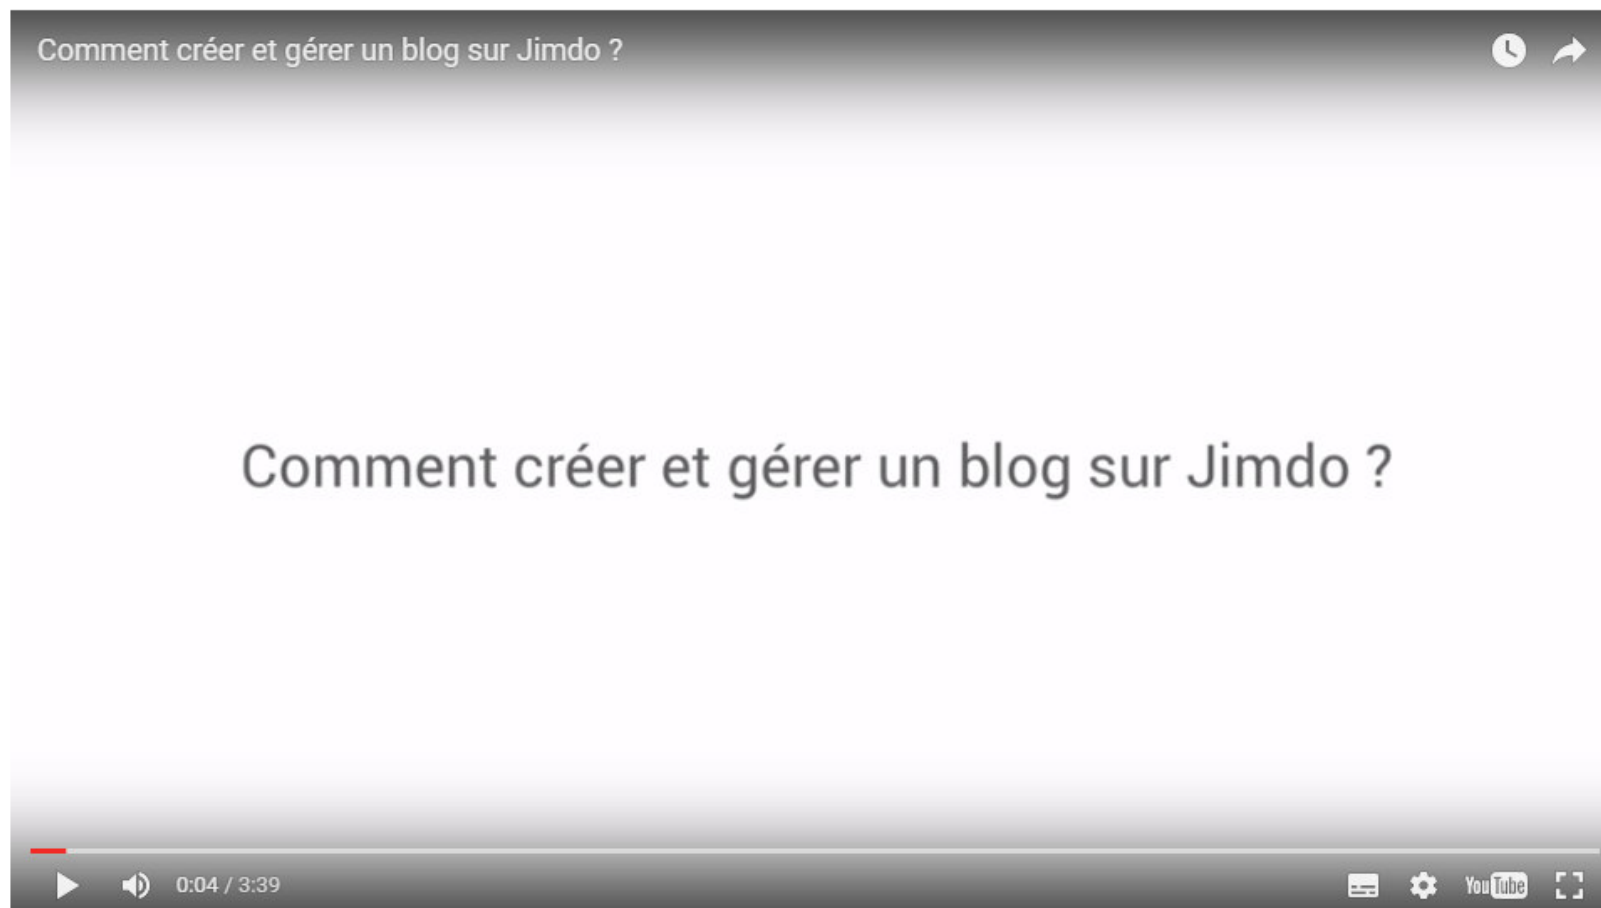 Comment créer et gérer un blog sur Jimdo ?
Comment créer et gérer un blog sur Jimdo ?
0:04 / 3:39
YouTube